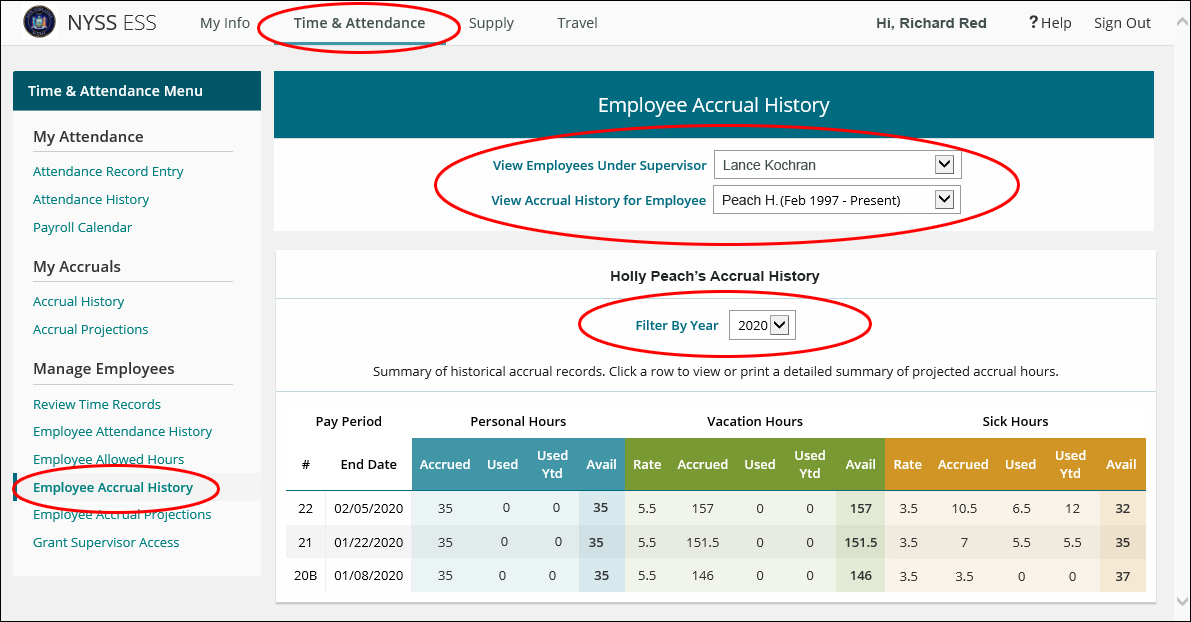 NYSS ESS My Info Time & Attendance Supply Travel Hi, Richard Red ? Help Sign Out
Time & Attendance Menu
My Attendance
Attendance Record Entry
Attendance History
Payroll Calendar
My Accruals
Accrual History
Accrual Projections
Manage Employees
Review Time Records
Employee Attendance History
Employee Allowed Hours
Employee Accrual History
Employee Accrual Projections
Grant Supervisor Access
Employee Accrual History
View Employees Under Supervisor Lance Kochran
View Accrual History for Employee Peach H. (Feb 1997 - Present)
Holly Peach's Accrual History
Filter By Year 2020
Summary of historical accrual records. Click a row to view or print a detailed summary of projected accrual hours.
Pay Period Personal Hours Vacation Hours Sick Hours
# End Date Accrued Used Used Ytd Avail Rate Accrued Used Used Ytd Avail Rate Accrued Used Used Ytd Avail
22 02/05/2020 35 0 0 35 5.5 157 0 0 157 3.5 10.5 6.5 12 32
21 01/22/2020 35 0 0 35 5.5 151.5 0 0 151.5 3.5 7 5.5 5.5 35
20B 01/08/2020 35 0 0 35 5.5 146 0 0 146 3.5 3.5 0 0 37